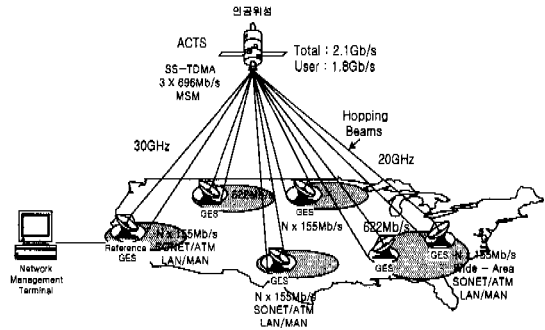 인공위성
ACTS
Total : 2.1Gb/s
User : 1.8Gb/s
SS-TDMA
3 X 696Mb/s
MSM
Hopping
Beams
30GHz
20GHz
622Mb/s
GES
GES
N x 155Mb/s
622Mb/s
N x 155Mb/s
Reference
GES
SONET/ATM
LAN/MAN
Network
Management
Terminal
GES
N x 155Mb/s
SONET/ATM
LAN/MAN
GES
GES
N x 155Mb/s
Wide - Area
SONET/ATM
LAN/MAN